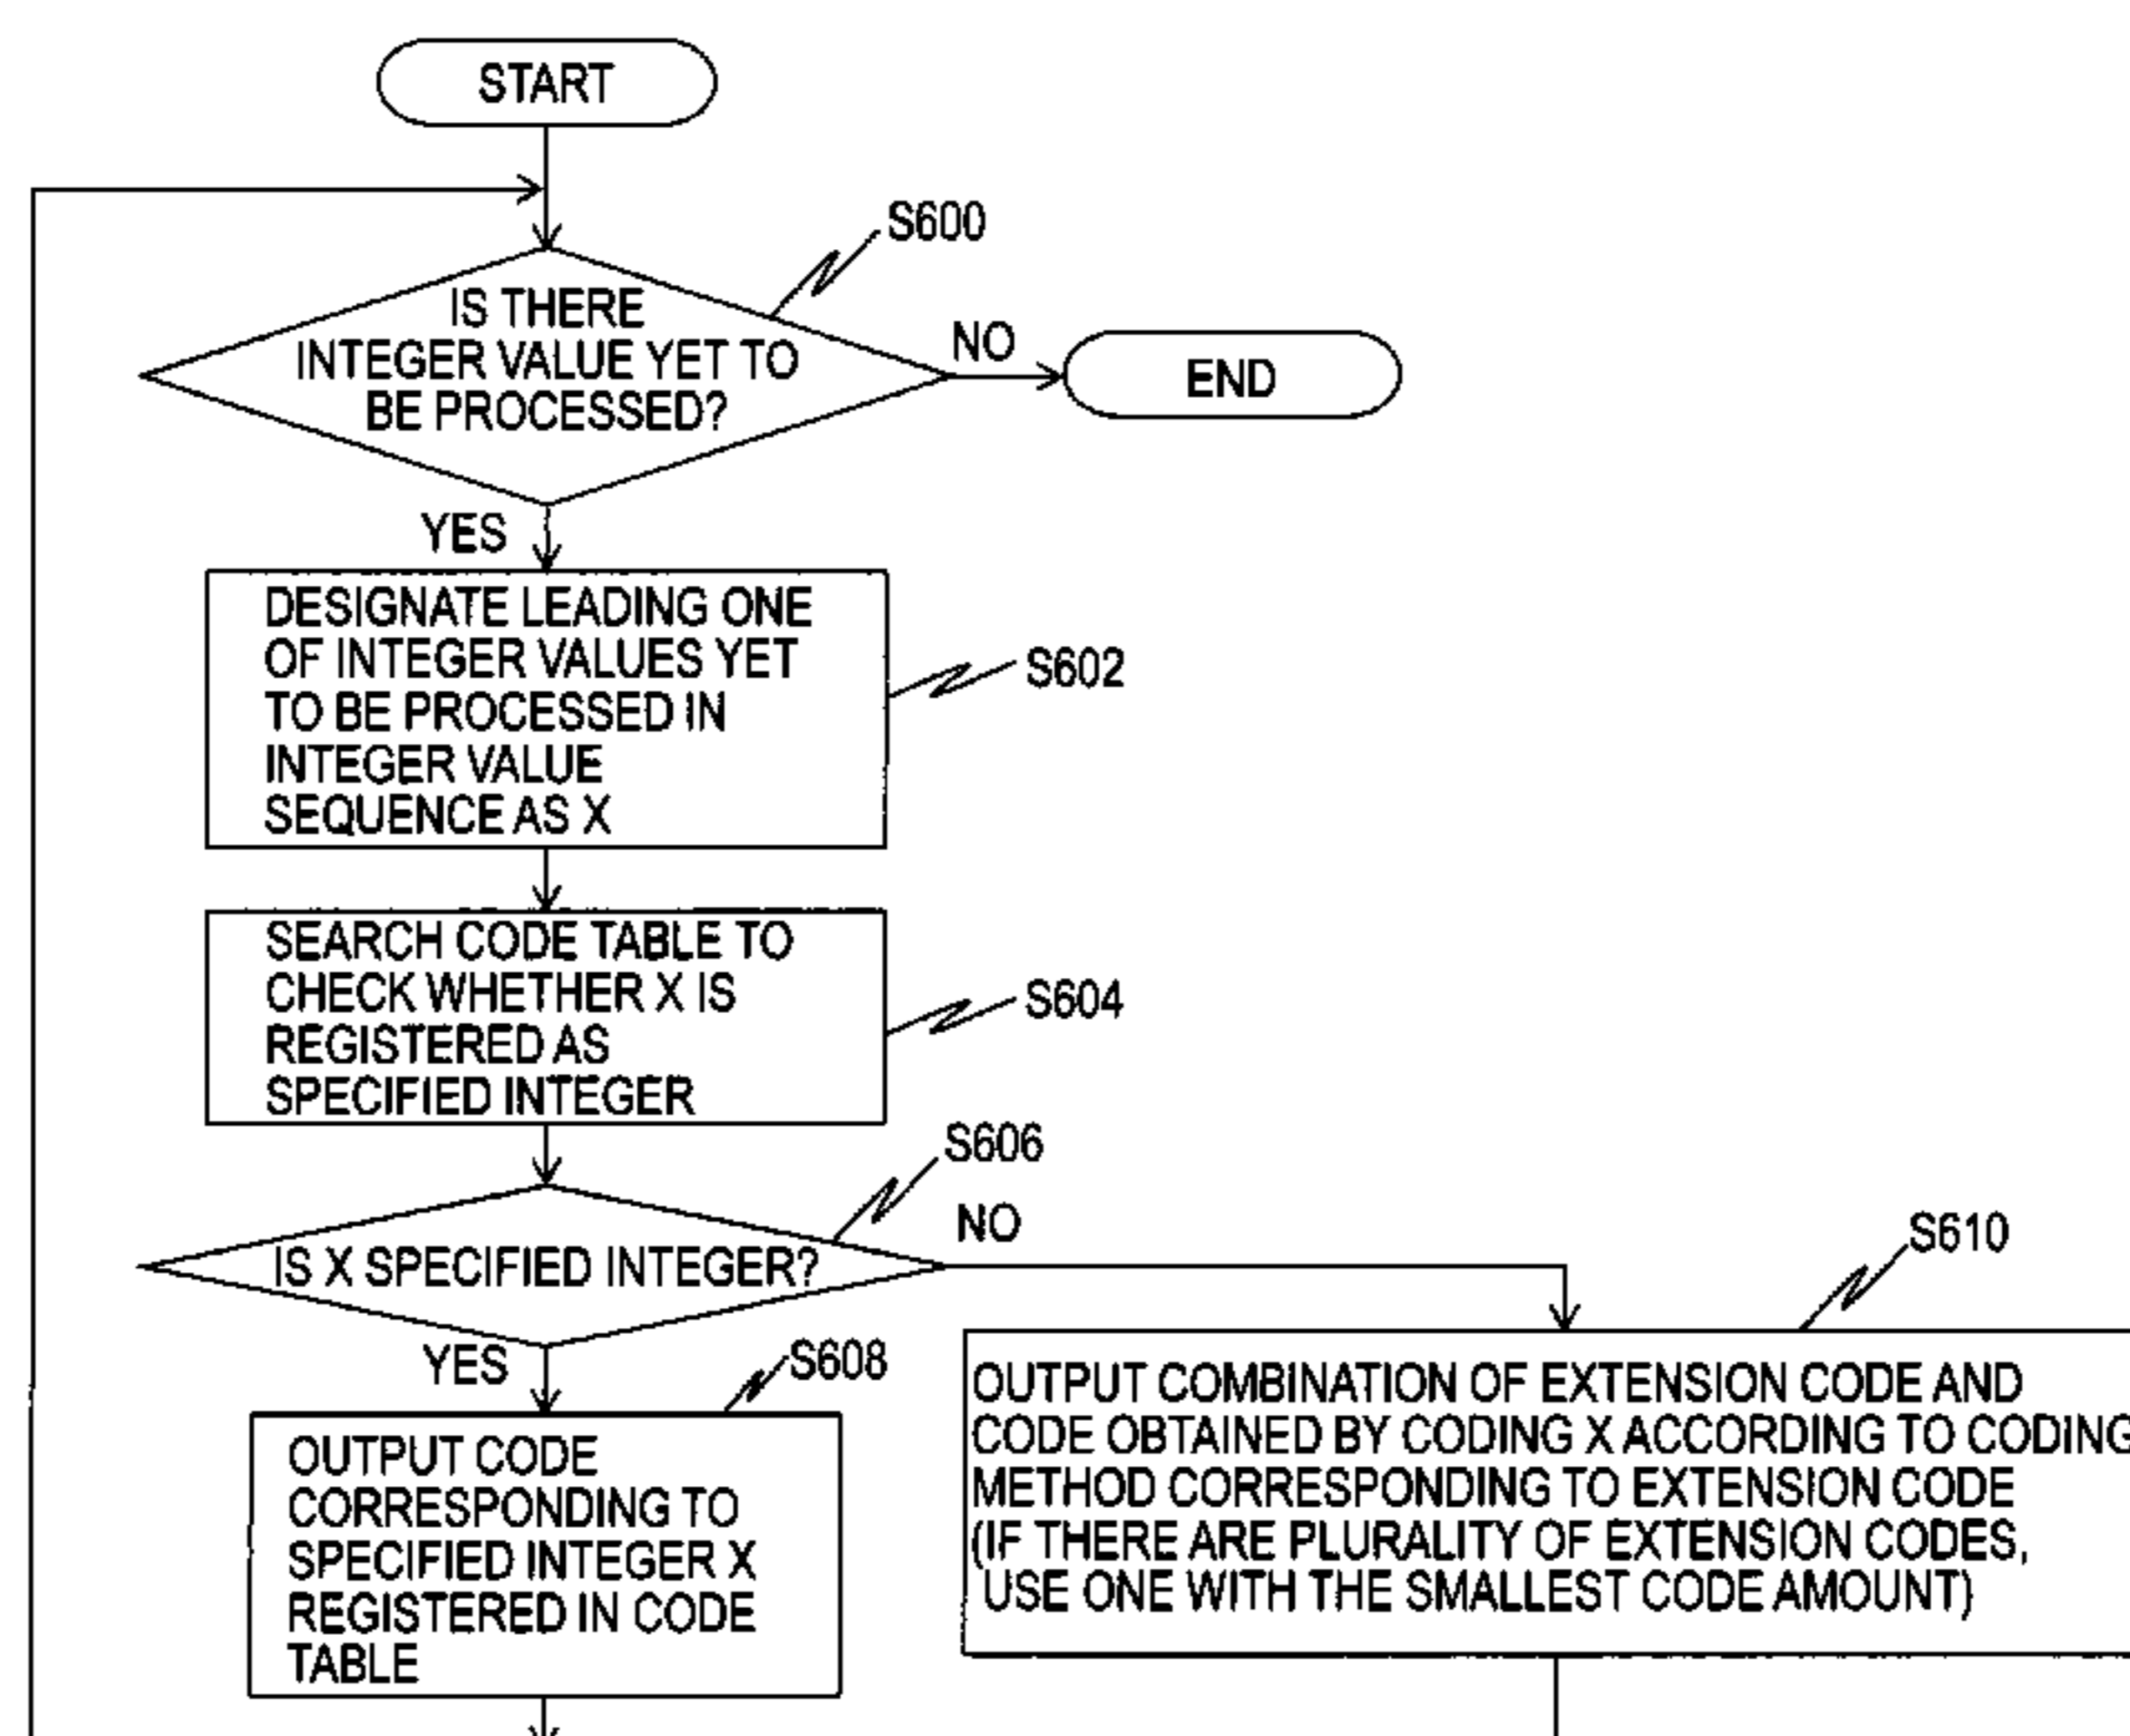 START
S600
IS THERE
INTEGER VALUE YET TO
BE PROCESSED?
NO
END
YES
DESIGNATE LEADING ONE
OF INTEGER VALUES YET
TO BE PROCESSED IN
INTEGER VALUE
SEQUENCE AS X
S602
SEARCH CODE TABLE TO
CHECK WHETHER X IS
REGISTERED AS
SPECIFIED INTEGER
S604
S606
IS X SPECIFIED INTEGER?
NO
YES
S608
OUTPUT CODE
CORRESPONDING TO
SPECIFIED INTEGER X
REGISTERED IN CODE
TABLE
S610
OUTPUT COMBINATION OF EXTENSION CODE AND
CODE OBTAINED BY CODING X ACCORDING TO CODING
METHOD CORRESPONDING TO EXTENSION CODE
(IF THERE ARE PLURALITY OF EXTENSION CODES,
USE ONE WITH THE SMALLEST CODE AMOUNT)